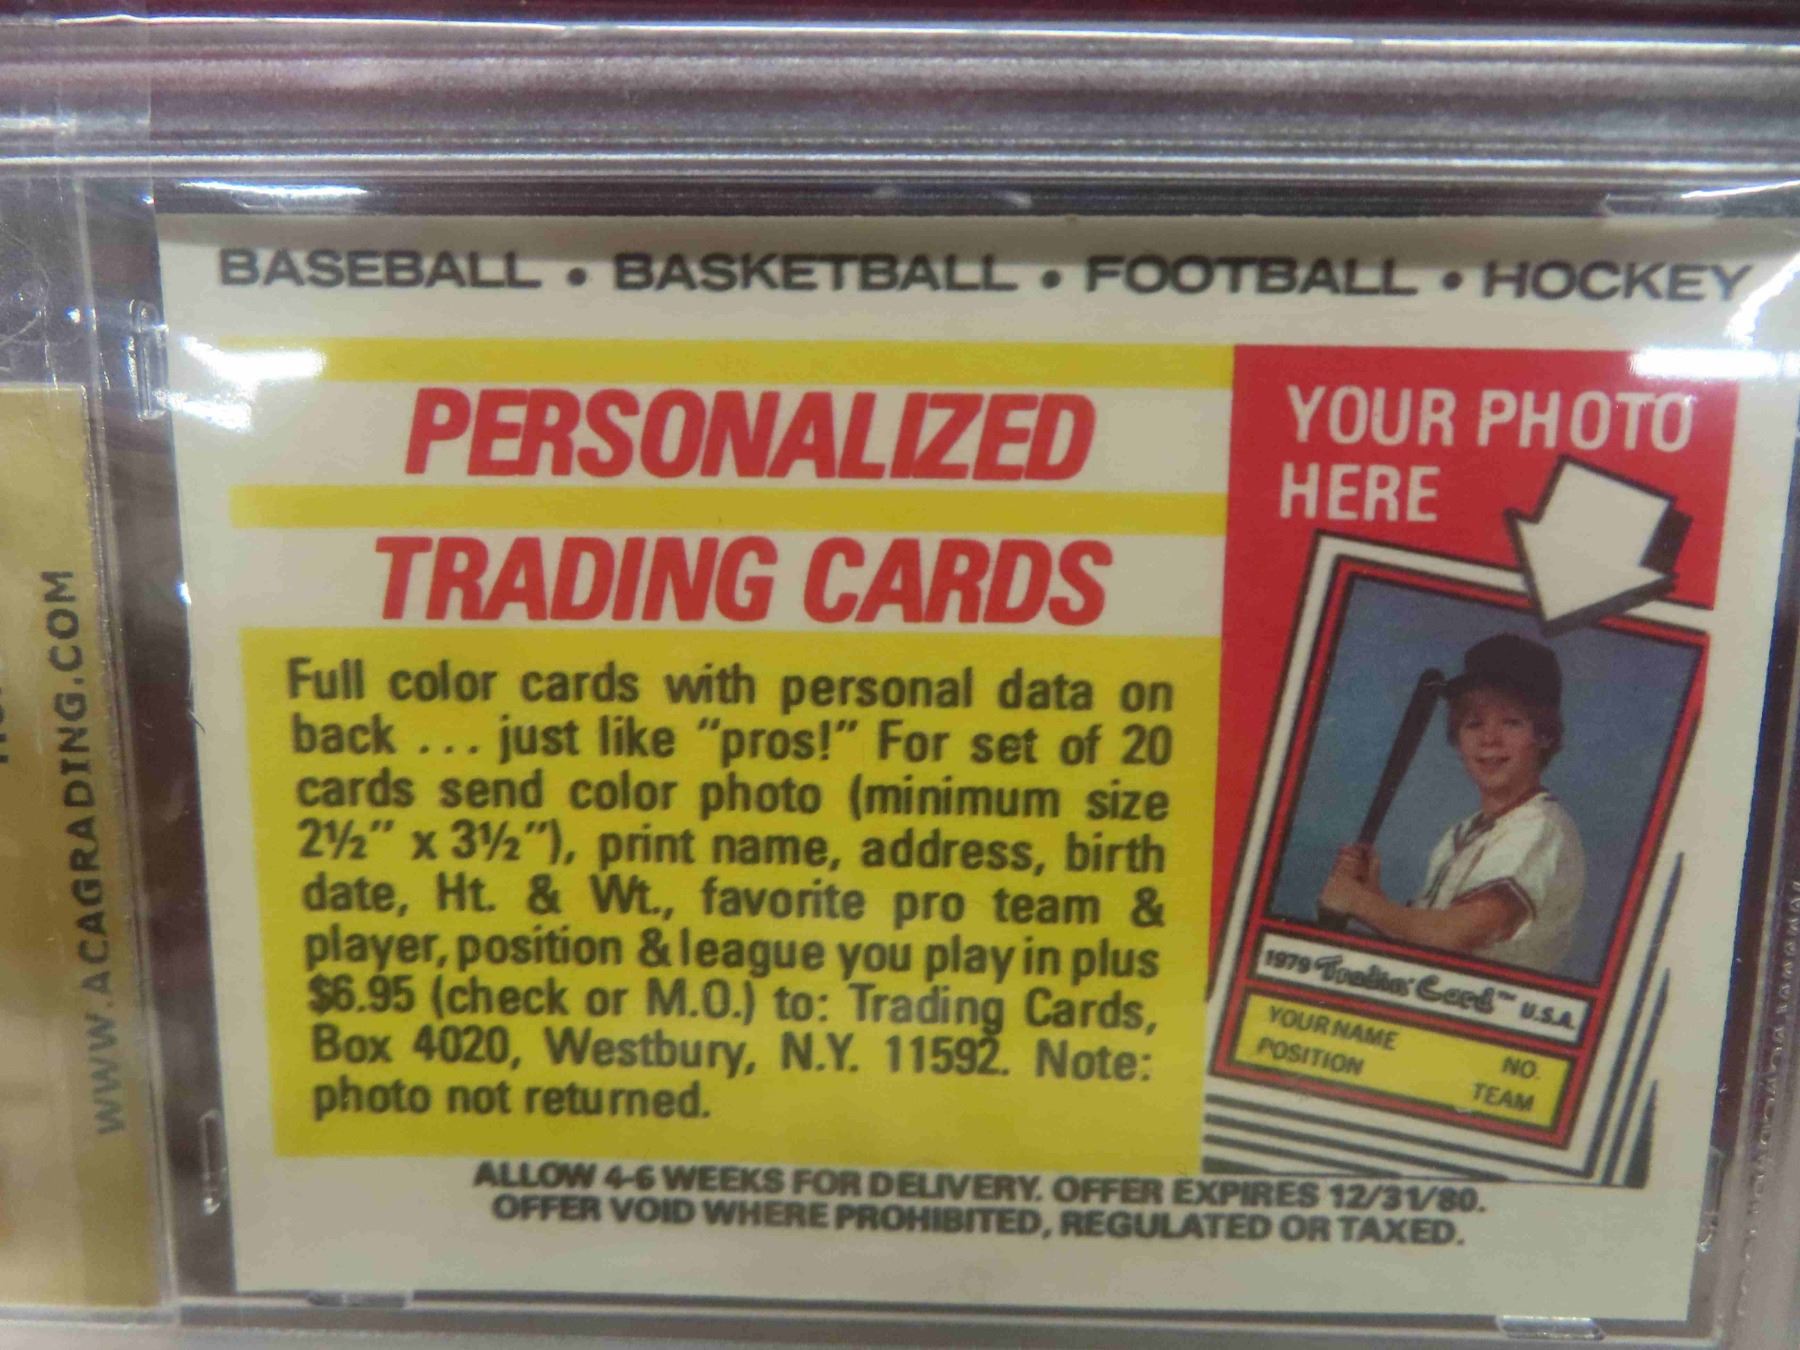 BASEBALL • BASKETBALL • FOOTBALL • HOCKEY
PERSONALIZED
TRADING CARDS
Full color cards with personal data on
back ... just like "pros!" For set of 20
cards send color photo (minimum size
2½" x 3½"), print name, address, birth
date, Ht. & Wt., favorite pro team &
player, position & league you play in plus
$6.95 (check or M.O.) to: Trading Cards,
Box 4020, Westbury, N.Y. 11592. Note:
photo not returned.
YOUR PHOTO
HERE
1979 Tradin' Card™ U.S.A.
YOUR NAME NO.
POSITION TEAM
ALLOW 4-6 WEEKS FOR DELIVERY. OFFER EXPIRES 12/31/80.
OFFER VOID WHERE PROHIBITED, REGULATED OR TAXED.
WWW.ACAGRADING.COM